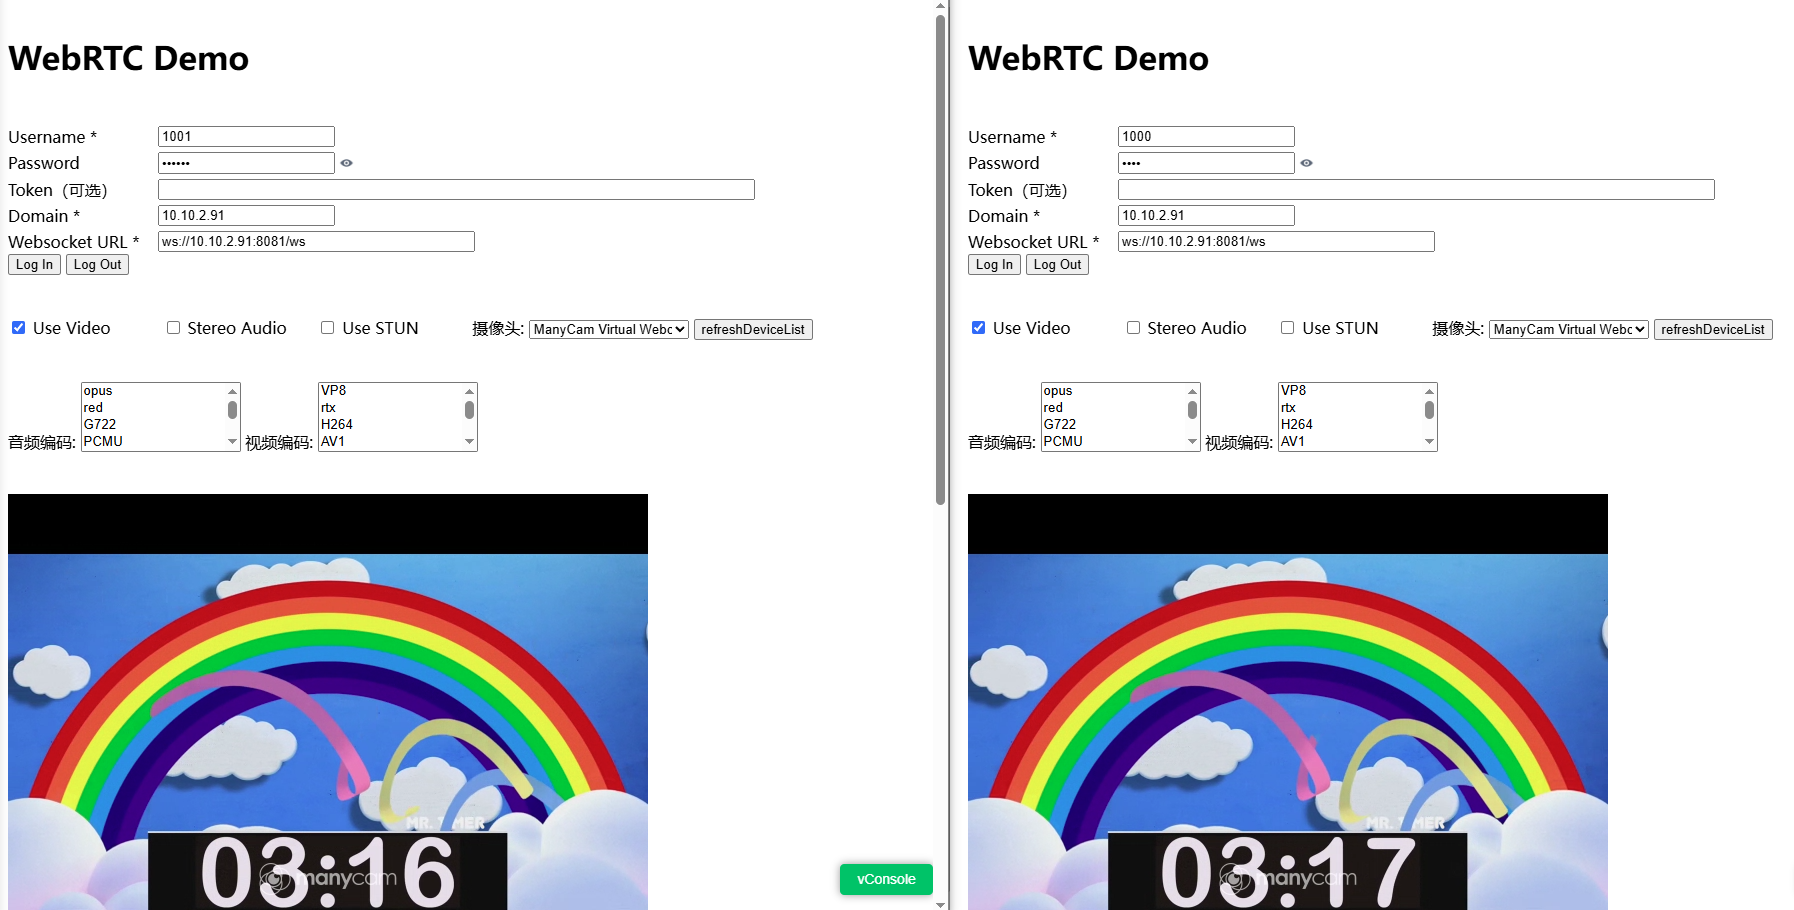 WebRTC Demo
Username * 1001
Password ••••••
Token（可选）
Domain * 10.10.2.91
Websocket URL * ws://10.10.2.91:8081/ws
Log In Log Out
Use Video Stereo Audio Use STUN 摄像头: ManyCam Virtual Webc refreshDeviceList
opus
red
G722
音频编码: PCMU
VP8
rtx
H264
视频编码: AV1
MR. TIMER
03:16
manycam
vConsole
WebRTC Demo
Username * 1000
Password ••••
Token（可选）
Domain * 10.10.2.91
Websocket URL * ws://10.10.2.91:8081/ws
Log In Log Out
Use Video Stereo Audio Use STUN 摄像头: ManyCam Virtual Webc refreshDeviceList
opus
red
G722
音频编码: PCMU
VP8
rtx
H264
视频编码: AV1
MR. TIMER
03:17
manycam